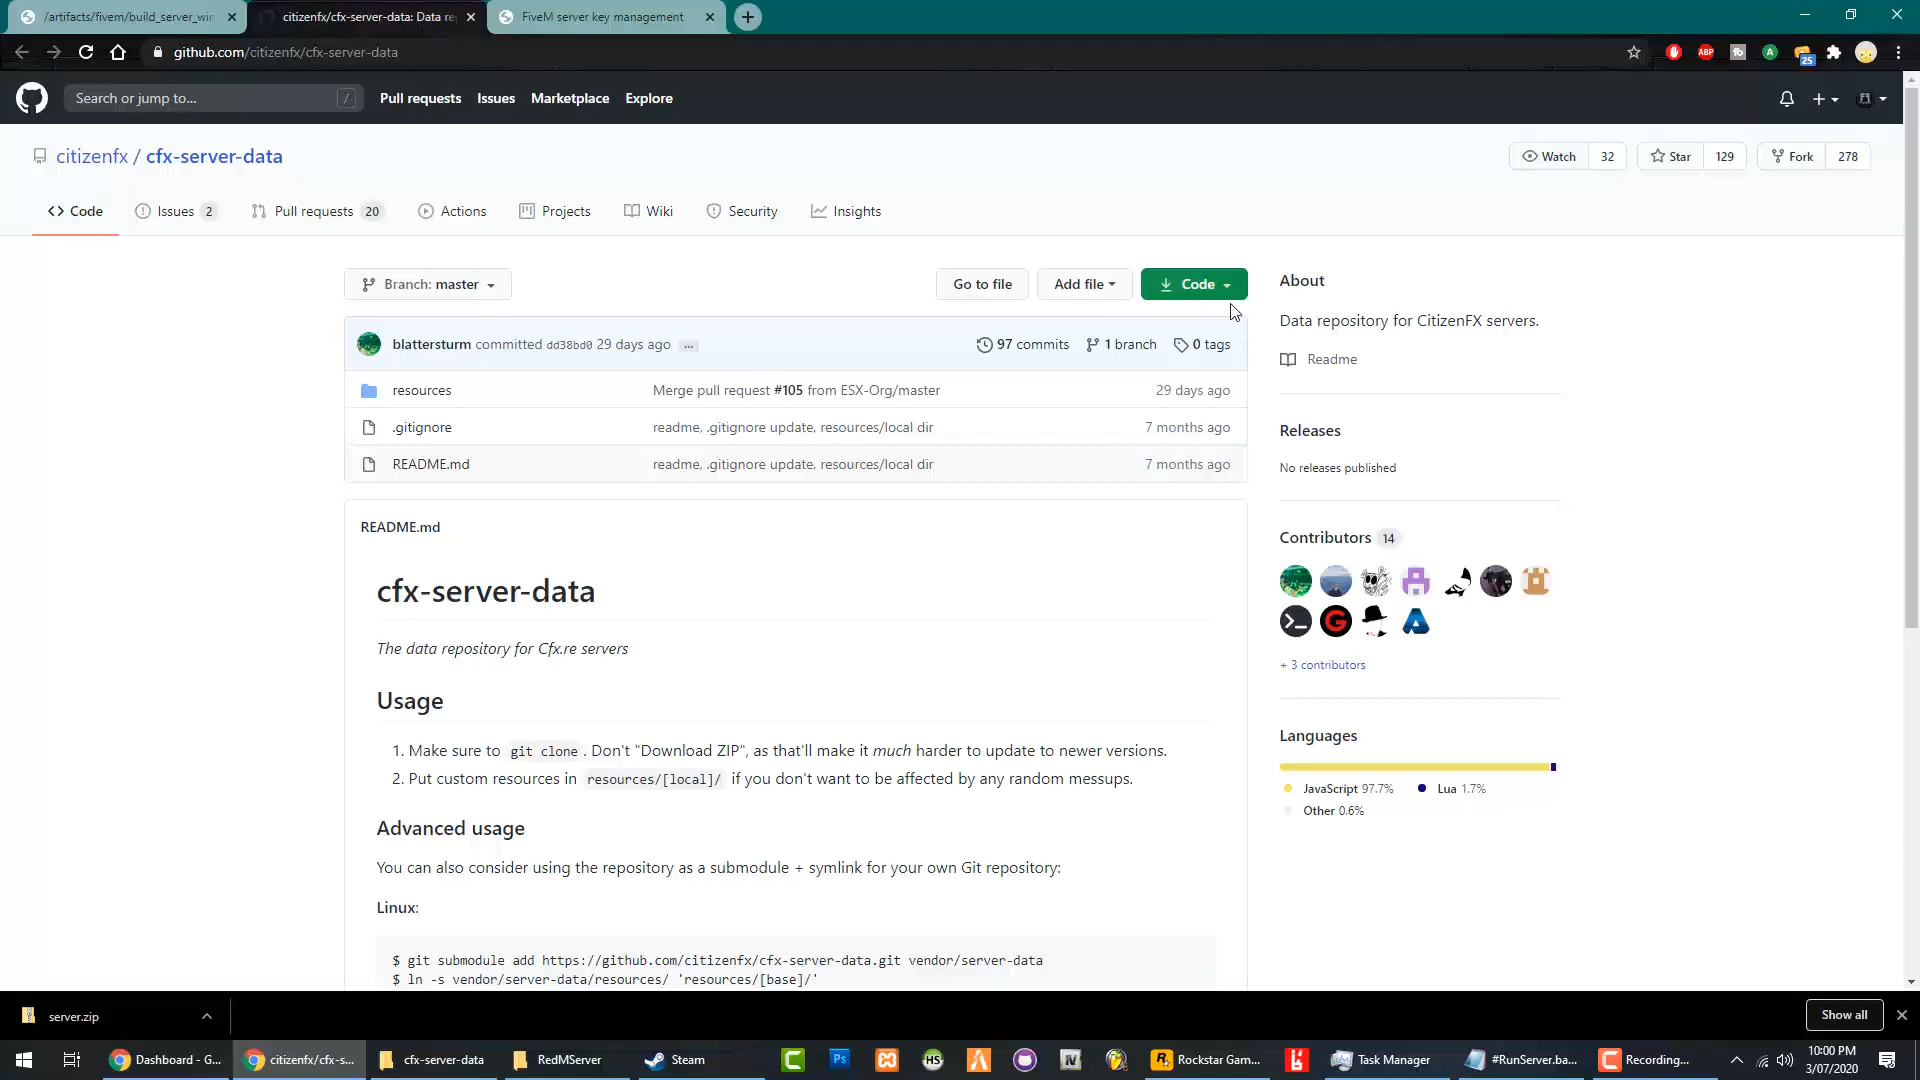 /artifacts/fivem/build_server_win
citizenfx/cfx-server-data: Data re
FiveM server key management
github.com/citizenfx/cfx-server-data
ABP
25
Search or jump to...
/
Pull requests
Issues
Marketplace
Explore
citizenfx / cfx-server-data
Watch 32
Star 129
Fork 278
Code
Issues 2
Pull requests 20
Actions
Projects
Wiki
Security
Insights
Branch: master
Go to file
Add file
Code
About
Data repository for CitizenFX servers.
Readme
blattersturm committed dd38bd0 29 days ago ...
97 commits
1 branch
0 tags
resources Merge pull request #105 from ESX-Org/master 29 days ago
.gitignore readme, .gitignore update, resources/local dir 7 months ago
README.md readme, .gitignore update, resources/local dir 7 months ago
Releases
No releases published
README.md
cfx-server-data
The data repository for Cfx.re servers
Usage
1. Make sure to git clone. Don't "Download ZIP", as that'll make it much harder to update to newer versions.
2. Put custom resources in resources/[local]/ if you don't want to be affected by any random messups.
Advanced usage
You can also consider using the repository as a submodule + symlink for your own Git repository:
Linux:
$ git submodule add https://github.com/citizenfx/cfx-server-data.git vendor/server-data
$ ln -s vendor/server-data/resources/ 'resources/[base]/'
Contributors 14
+ 3 contributors
Languages
JavaScript 97.7%
Lua 1.7%
Other 0.6%
server.zip
Show all
Dashboard - G...
citizenfx/cfx-s...
cfx-server-data
RedMServer
Steam
Ps
HS
IV
Rockstar Gam...
Task Manager
#RunServer.ba...
Recording...
10:00 PM
3/07/2020